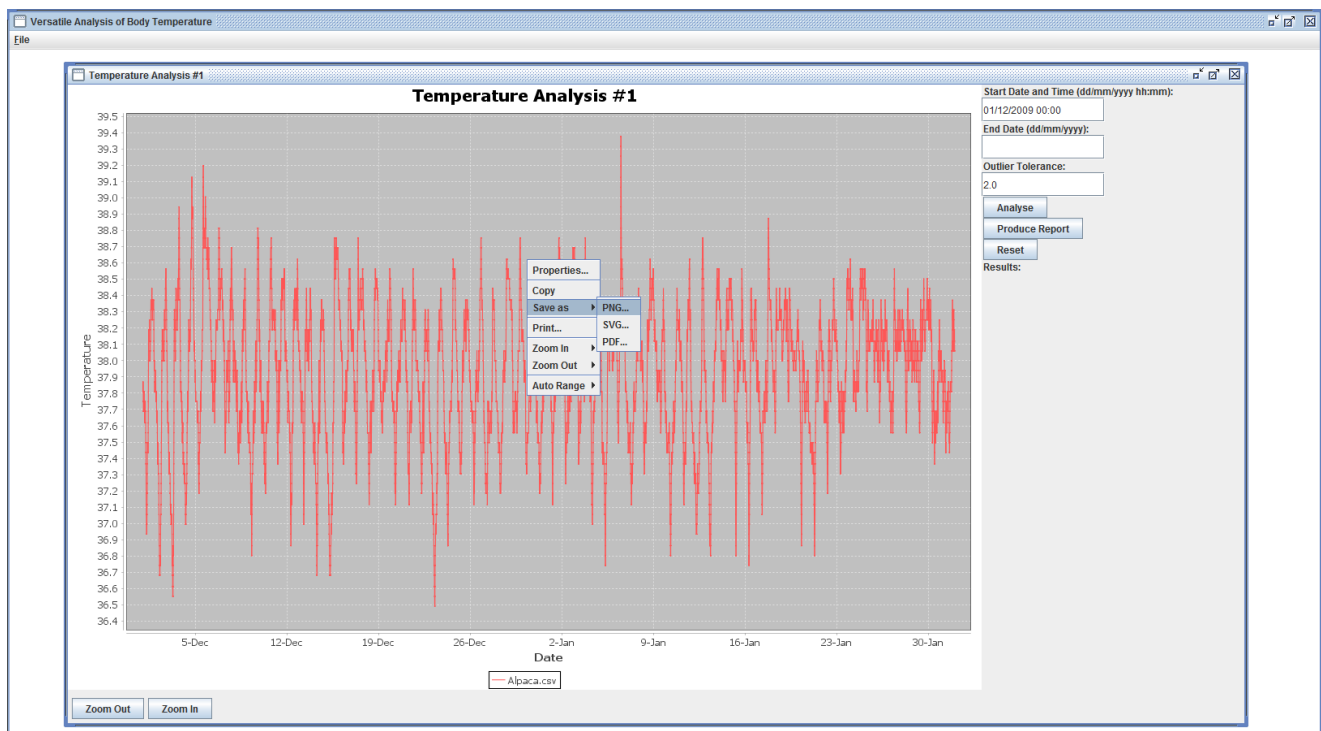 Versatile Analysis of Body Temperature
File
Temperature Analysis #1
Temperature Analysis #1
39.5
39.4
39.3
39.2
39.1
39.0
38.9
38.8
38.7
38.6
38.5
38.4
38.3
38.2
38.1
38.0
37.9
37.8
37.7
37.6
37.5
37.4
37.3
37.2
37.1
37.0
36.9
36.8
36.7
36.6
36.5
36.4
Temperature
5-Dec 12-Dec 19-Dec 26-Dec 2-Jan 9-Jan 16-Jan 23-Jan 30-Jan
Date
Alpaca.csv
Properties...
Copy
Save as
Print...
Zoom In
Zoom Out
Auto Range
PNG...
SVG...
PDF...
Start Date and Time (dd/mm/yyyy hh:mm):
01/12/2009 00:00
End Date (dd/mm/yyyy):
Outlier Tolerance:
2.0
Analyse
Produce Report
Reset
Results:
Zoom Out Zoom In